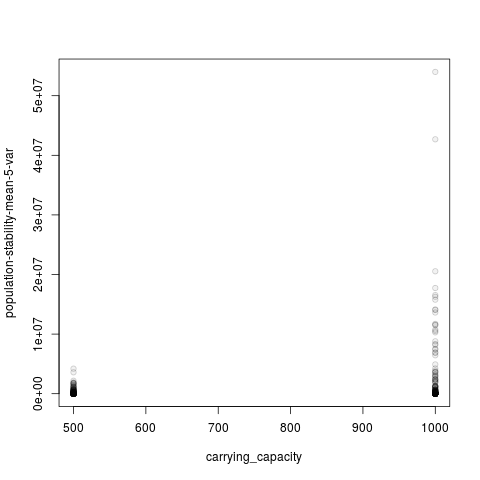 population-stability-mean-5-var
5e+07
4e+07
3e+07
2e+07
1e+07
0e+00
500
600
700
800
900
1000
carrying_capacity